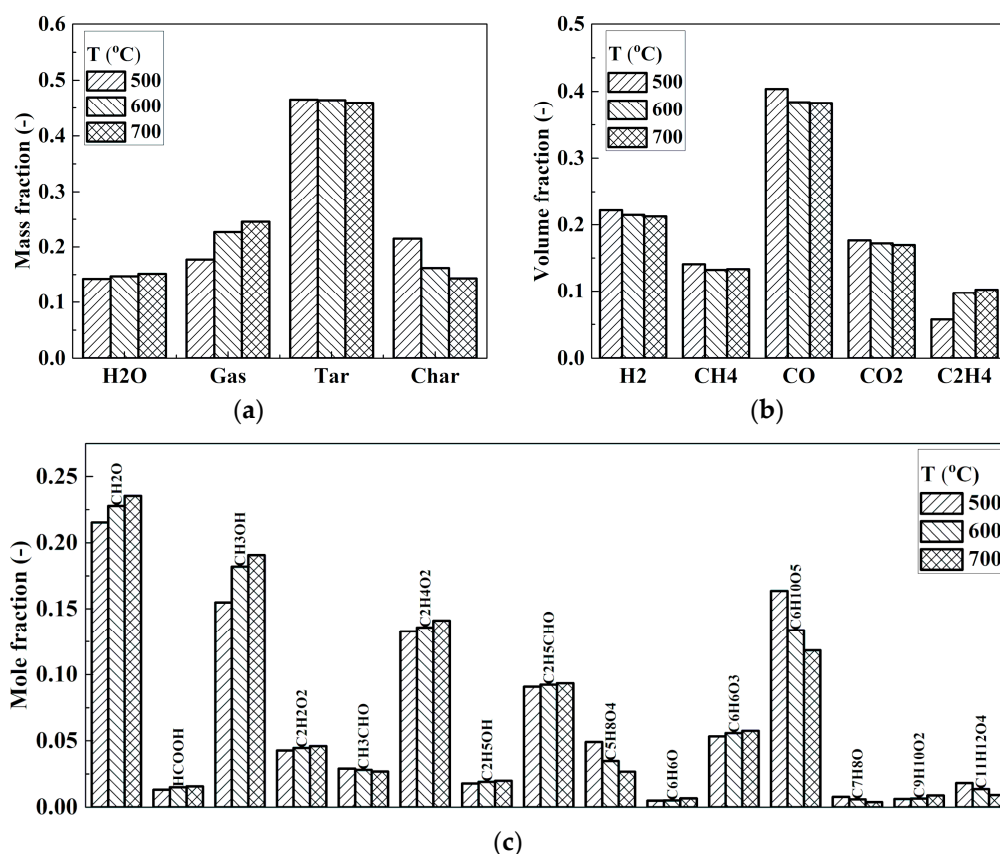 0.6
0.5
0.4
0.3
0.2
0.1
0.0
Mass fraction (-)
T (°C)
500
600
700
H2O Gas Tar Char
(a)
0.5
0.4
0.3
0.2
0.1
0.0
Volume fraction (-)
T (°C)
500
600
700
H2 CH4 CO CO2 C2H4
(b)
0.25
0.20
0.15
0.10
0.05
0.00
Mole fraction (-)
CH2O
HCOOH
CH3OH
C2H2O2
CH3CHO
C2H4O2
C2H5OH
C2H5CHO
C5H8O4
C6H6O
C6H6O3
C6H10O5
C7H8O
C9H10O2
C11H12O4
T (°C)
500
600
700
(c)